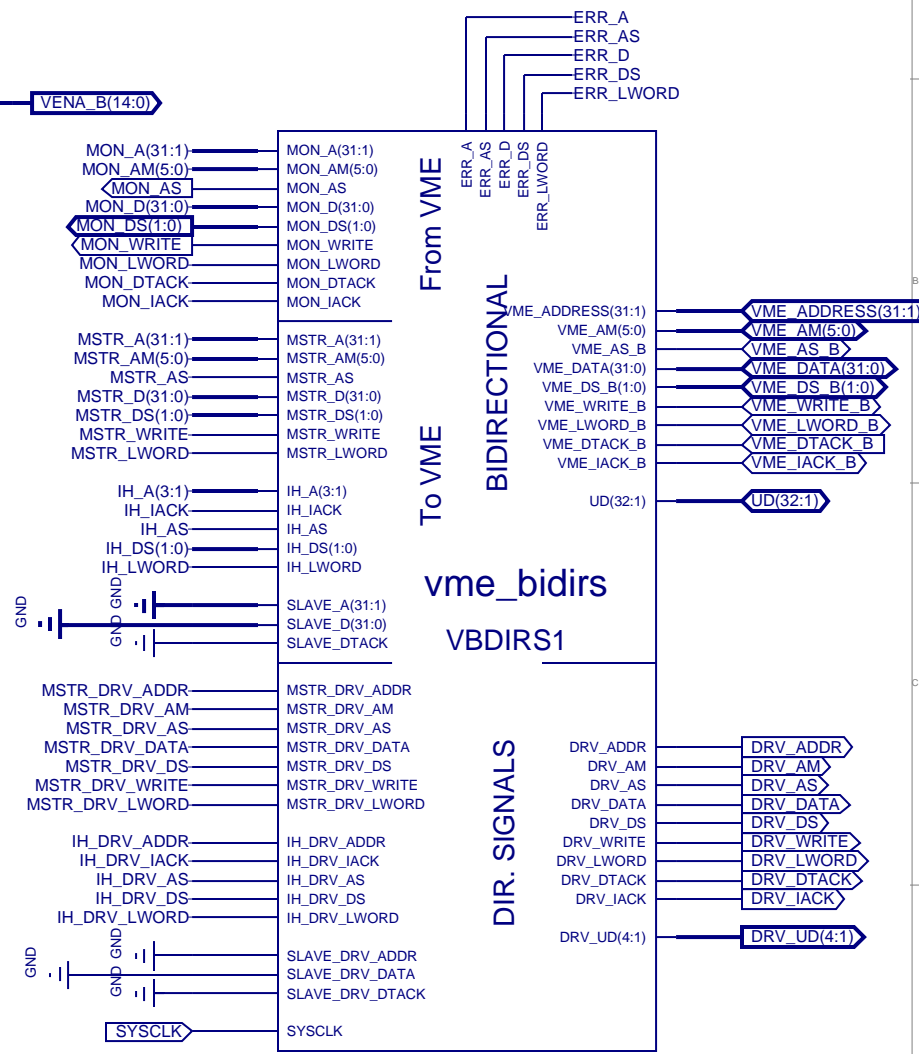 ERR_A
ERR_AS
ERR_D
ERR_DS
ERR_LWORD
VENA_B(14:0)
ERR_A
ERR_AS
ERR_D
ERR_DS
ERR_LWORD
MON_A(31:1) MON_A(31:1)
MON_AM(5:0) MON_AM(5:0)
MON_AS MON_AS
MON_D(31:0) MON_D(31:0)
MON_DS(1:0) MON_DS(1:0)
MON_WRITE MON_WRITE
MON_LWORD MON_LWORD
MON_DTACK MON_DTACK
MON_IACK MON_IACK
From VME
B
BIDIRECTIONAL
VME_ADDRESS(31:1) VME_ADDRESS(31:1)
VME_AM(5:0) VME_AM(5:0)
VME_AS_B VME_AS_B
VME_DATA(31:0) VME_DATA(31:0)
VME_DS_B(1:0) VME_DS_B(1:0)
VME_WRITE_B VME_WRITE_B
VME_LWORD_B VME_LWORD_B
VME_DTACK_B VME_DTACK_B
VME_IACK_B VME_IACK_B
UD(32:1) UD(32:1)
MSTR_A(31:1) MSTR_A(31:1)
MSTR_AM(5:0) MSTR_AM(5:0)
MSTR_AS MSTR_AS
MSTR_D(31:0) MSTR_D(31:0)
MSTR_DS(1:0) MSTR_DS(1:0)
MSTR_WRITE MSTR_WRITE
MSTR_LWORD MSTR_LWORD
To VME
IH_A(3:1) IH_A(3:1)
IH_IACK IH_IACK
IH_AS IH_AS
IH_DS(1:0) IH_DS(1:0)
IH_LWORD IH_LWORD
vme_bidirs
VBDIRS1
GND
GND
GND
SLAVE_A(31:1)
SLAVE_D(31:0)
SLAVE_DTACK
C
MSTR_DRV_ADDR MSTR_DRV_ADDR
MSTR_DRV_AM MSTR_DRV_AM
MSTR_DRV_AS MSTR_DRV_AS
MSTR_DRV_DATA MSTR_DRV_DATA
MSTR_DRV_DS MSTR_DRV_DS
MSTR_DRV_WRITE MSTR_DRV_WRITE
MSTR_DRV_LWORD MSTR_DRV_LWORD
DIR. SIGNALS
DRV_ADDR DRV_ADDR
DRV_AM DRV_AM
DRV_AS DRV_AS
DRV_DATA DRV_DATA
DRV_DS DRV_DS
DRV_WRITE DRV_WRITE
DRV_LWORD DRV_LWORD
DRV_DTACK DRV_DTACK
DRV_IACK DRV_IACK
DRV_UD(4:1) DRV_UD(4:1)
IH_DRV_ADDR IH_DRV_ADDR
IH_DRV_IACK IH_DRV_IACK
IH_DRV_AS IH_DRV_AS
IH_DRV_DS IH_DRV_DS
IH_DRV_LWORD IH_DRV_LWORD
GND
GND
GND
SLAVE_DRV_ADDR
SLAVE_DRV_DATA
SLAVE_DRV_DTACK
SYSCLK SYSCLK